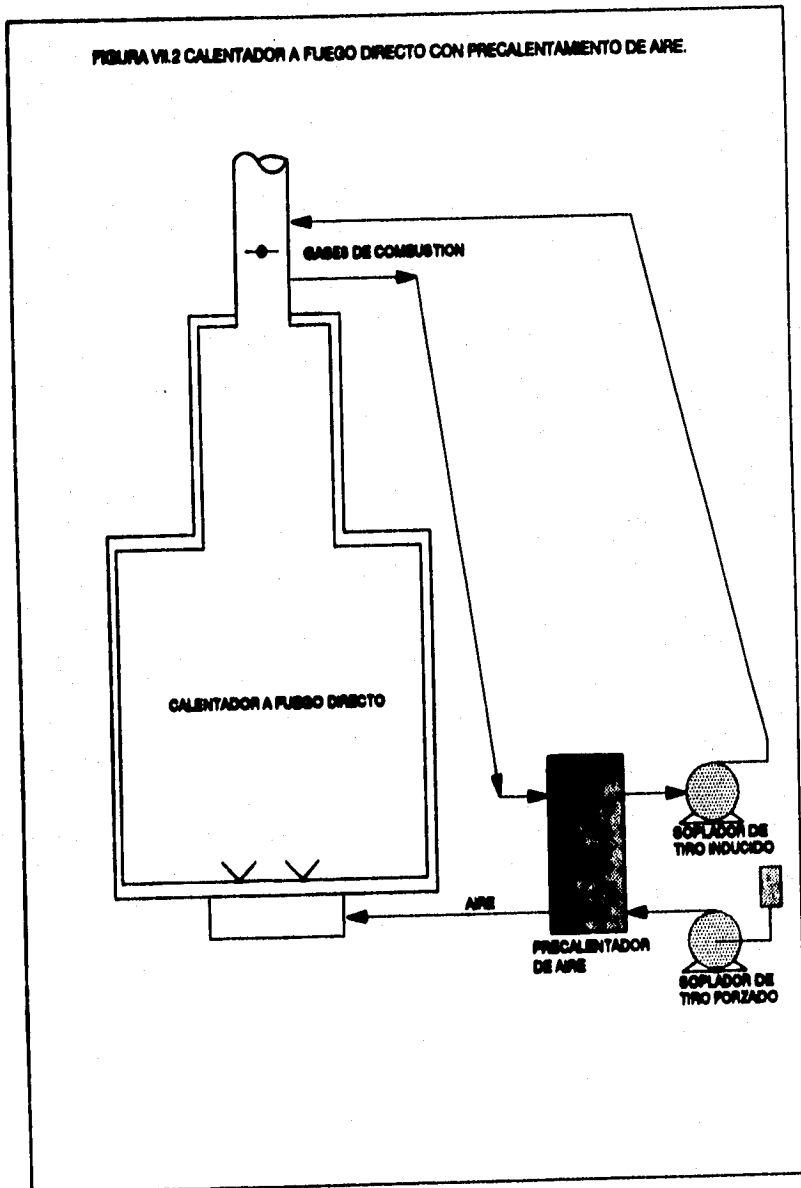 FIGURA VII.2 CALENTADOR A FUEGO DIRECTO CON PRECALENTAMIENTO DE AIRE.
GASES DE COMBUSTION
CALENTADOR A FUEGO DIRECTO
SOPLADOR DE
TIRO INDUCIDO
AIRE
PRECALENTADOR
DE AIRE
SOPLADOR DE
TIRO FORZADO